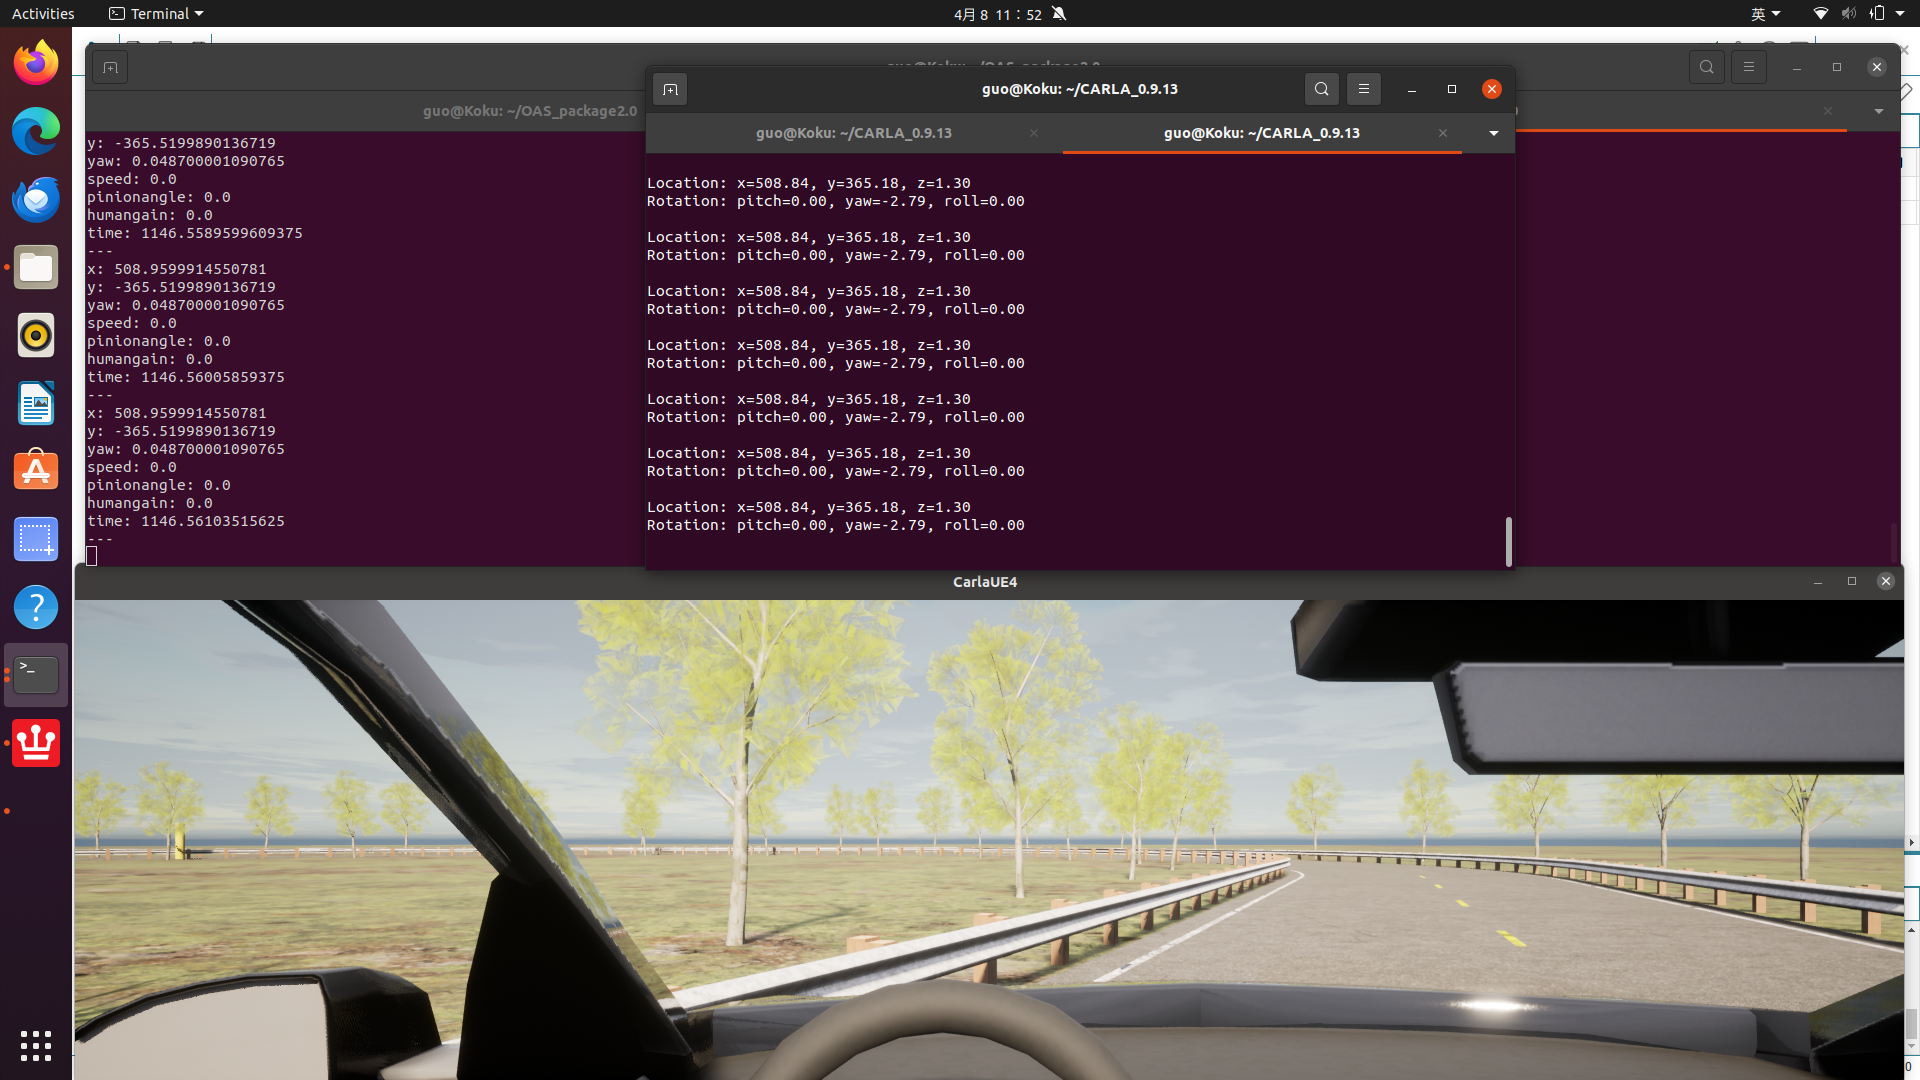 Activities
Terminal
4月 8 11：52
英
guo@Koku: ~/OAS_package2.0
guo@Koku: ~/CARLA_0.9.13
guo@Koku: ~/OAS_package2.0
guo@Koku: ~/CARLA_0.9.13
guo@Koku: ~/CARLA_0.9.13
y: -365.5199890136719
yaw: 0.048700001090765
speed: 0.0
pinionangle: 0.0
humangain: 0.0
time: 1146.5589599609375
---
x: 508.9599914550781
y: -365.5199890136719
yaw: 0.048700001090765
speed: 0.0
pinionangle: 0.0
humangain: 0.0
time: 1146.56005859375
---
x: 508.9599914550781
y: -365.5199890136719
yaw: 0.048700001090765
speed: 0.0
pinionangle: 0.0
humangain: 0.0
time: 1146.56103515625
---
Location: x=508.84, y=365.18, z=1.30
Rotation: pitch=0.00, yaw=-2.79, roll=0.00
Location: x=508.84, y=365.18, z=1.30
Rotation: pitch=0.00, yaw=-2.79, roll=0.00
Location: x=508.84, y=365.18, z=1.30
Rotation: pitch=0.00, yaw=-2.79, roll=0.00
Location: x=508.84, y=365.18, z=1.30
Rotation: pitch=0.00, yaw=-2.79, roll=0.00
Location: x=508.84, y=365.18, z=1.30
Rotation: pitch=0.00, yaw=-2.79, roll=0.00
Location: x=508.84, y=365.18, z=1.30
Rotation: pitch=0.00, yaw=-2.79, roll=0.00
Location: x=508.84, y=365.18, z=1.30
Rotation: pitch=0.00, yaw=-2.79, roll=0.00
CarlaUE4